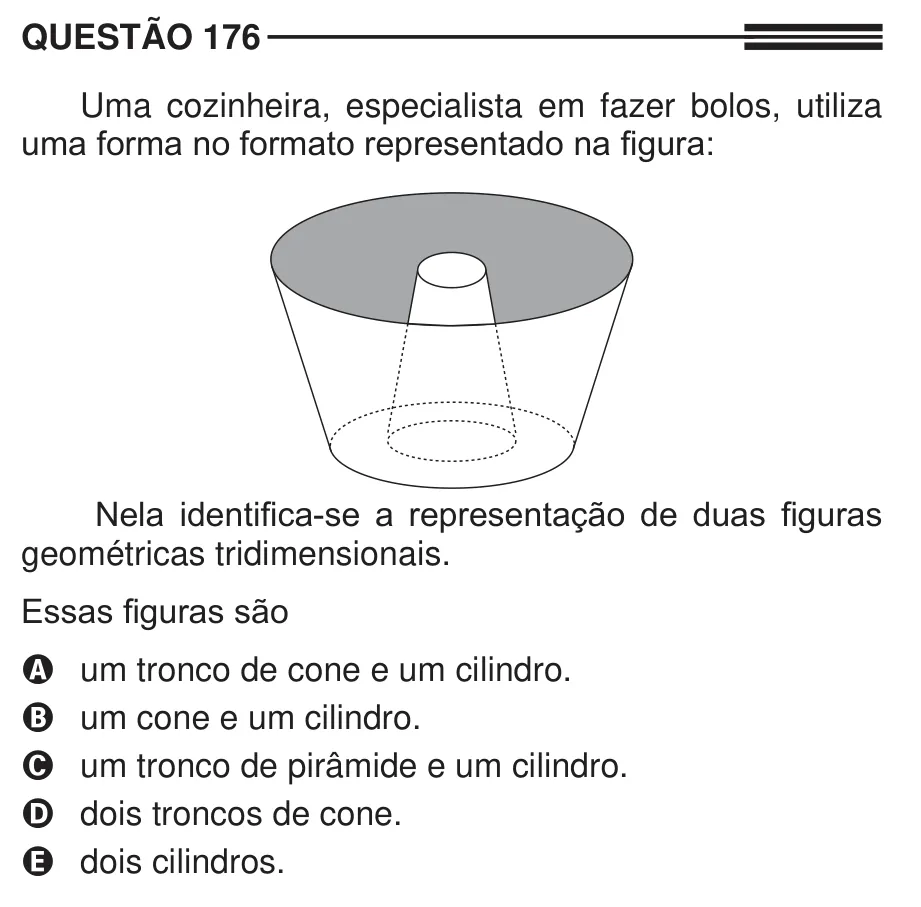 QUESTÃO 176
Uma cozinheira, especialista em fazer bolos, utiliza
uma forma no formato representado na figura:
Nela identifica-se a representação de duas figuras
geométricas tridimensionais.
Essas figuras são
A um tronco de cone e um cilindro.
B um cone e um cilindro.
C um tronco de pirâmide e um cilindro.
D dois troncos de cone.
E dois cilindros.